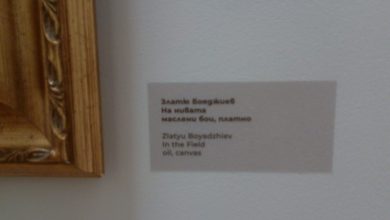 Златю Бояджиев
На нивата
маслени бои, платно
Zlatyu Boyadzhiev
In the Field
oil, canvas